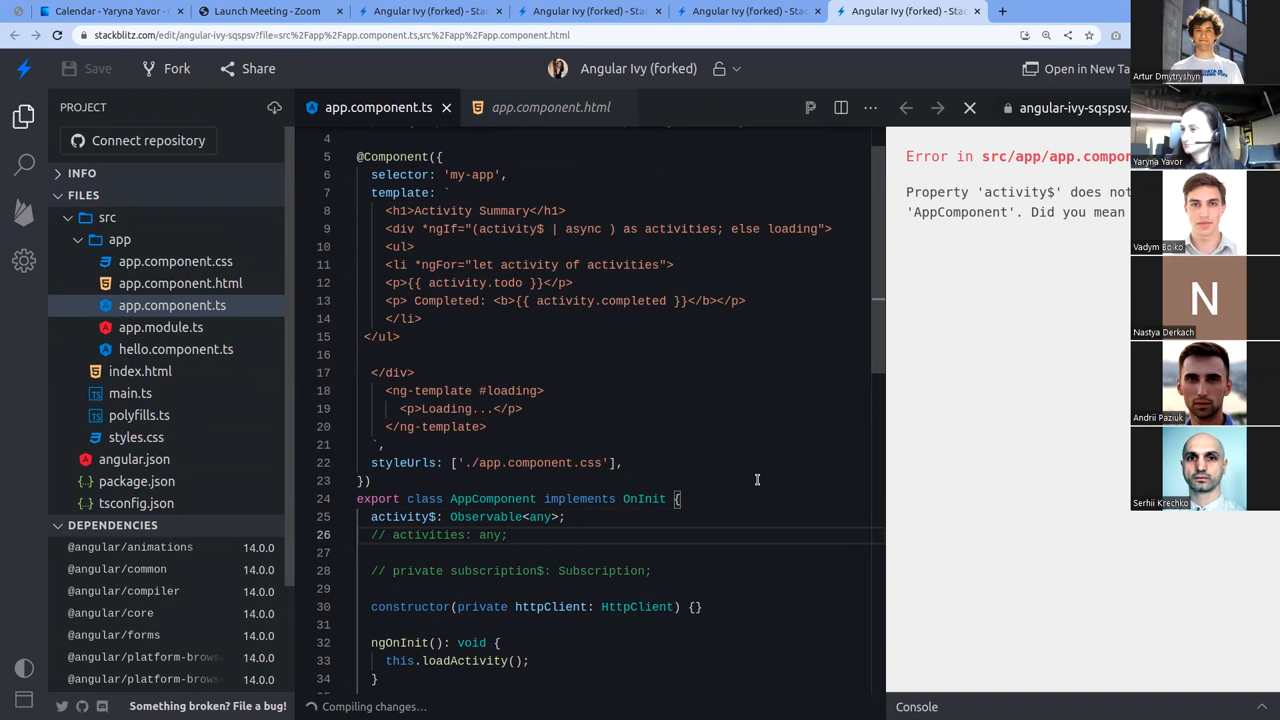 Calendar - Yaryna Yavor -
Launch Meeting - Zoom
Angular Ivy (forked) - Stac
Angular Ivy (forked) - Stac
Angular Ivy (forked) - Stac
Angular Ivy (forked) - Stac
stackblitz.com/edit/angular-ivy-sqspsv?file=src%2Fapp%2Fapp.component.ts,src%2Fapp%2Fapp.component.html
Save
Fork
Share
Angular Ivy (forked)
Open in New Ta
PROJECT
Connect repository
INFO
FILES
src
app
app.component.css
app.component.html
app.component.ts
app.module.ts
hello.component.ts
index.html
main.ts
polyfills.ts
styles.css
angular.json
package.json
tsconfig.json
DEPENDENCIES
@angular/animations 14.0.0
@angular/common 14.0.0
@angular/compiler 14.0.0
@angular/core 14.0.0
@angular/forms 14.0.0
@angular/platform-brows 14.0.0
@angular/platform-brows 14.0.0
Something broken? File a bug!
app.component.ts
app.component.html
4
5 @Component({
6 selector: 'my-app',
7 template: `
8 <h1>Activity Summary</h1>
9 <div *ngIf="(activity$ | async ) as activities; else loading">
10 <ul>
11 <li *ngFor="let activity of activities">
12 <p>{{ activity.todo }}</p>
13 <p> Completed: <b>{{ activity.completed }}</b></p>
14 </li>
15 </ul>
16
17 </div>
18 <ng-template #loading>
19 <p>Loading...</p>
20 </ng-template>
21 `,
22 styleUrls: ['./app.component.css'],
23 })
24 export class AppComponent implements OnInit {
25 activity$: Observable<any>;
26 // activities: any;
27
28 // private subscription$: Subscription;
29
30 constructor(private httpClient: HttpClient) {}
31
32 ngOnInit(): void {
33 this.loadActivity();
34 }
Compiling changes...
angular-ivy-sqspsv.
Error in src/app/app.compon
Property 'activity$' does not
'AppComponent'. Did you mean
Console
Artur Dmytryshyn
Yaryna Yavor
Vadym Boiko
N
Nastya Derkach
Andrii Paziuk
Serhii Krechko